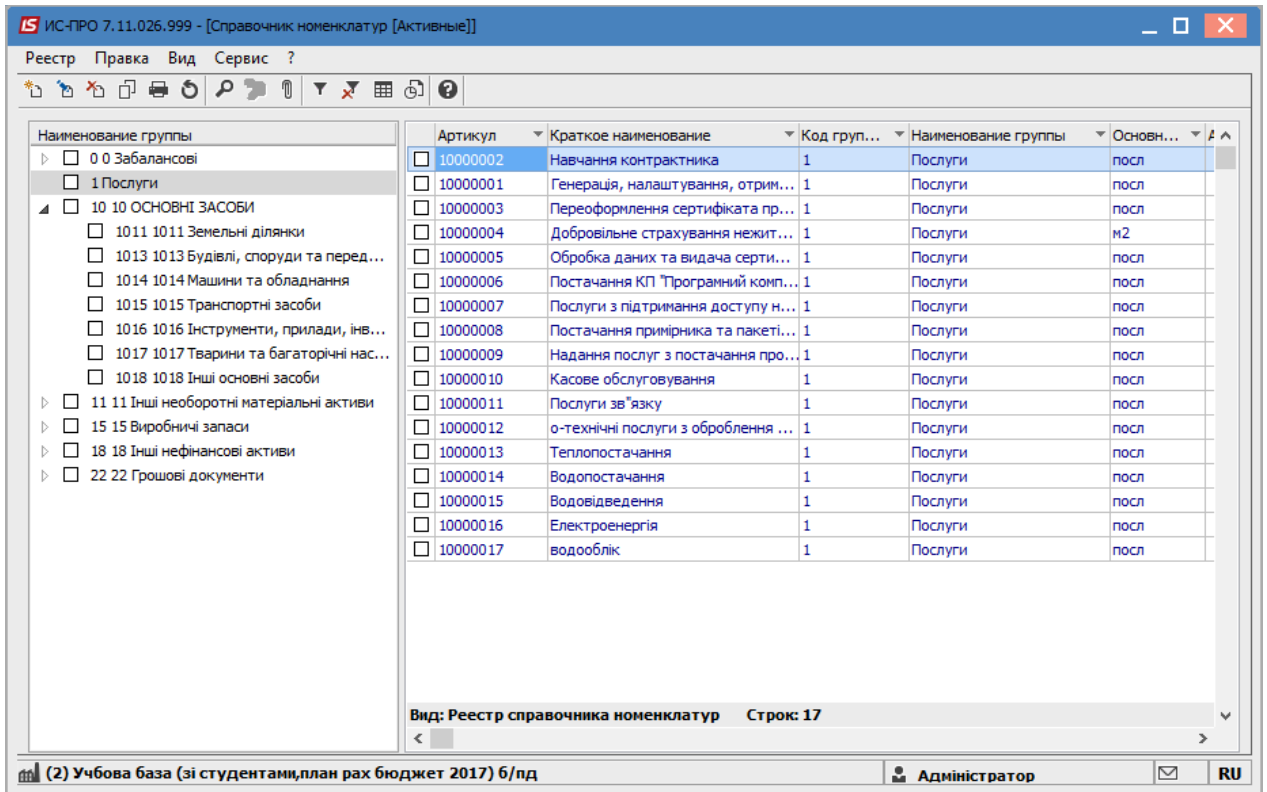 ИС-ПРО 7.11.026.999 - [Справочник номенклатур [Активные]]
Реестр Правка Вид Сервис ?
Наименование группы
0 0 Забалансові
1 Послуги
10 10 ОСНОВНІ ЗАСОБИ
1011 1011 Земельні ділянки
1013 1013 Будівлі, споруди та перед...
1014 1014 Машини та обладнання
1015 1015 Транспортні засоби
1016 1016 Інструменти, прилади, інв...
1017 1017 Тварини та багаторічні нас...
1018 1018 Інші основні засоби
11 11 Інші необоротні матеріальні активи
15 15 Виробничі запаси
18 18 Інші нефінансові активи
22 22 Грошові документи
Артикул Краткое наименование Код груп... Наименование группы Основн... А
10000002 Навчання контрактника 1 Послуги посл
10000001 Генерація, налаштування, отрим... 1 Послуги посл
10000003 Переоформлення сертифіката пр... 1 Послуги посл
10000004 Добровільне страхування нежит... 1 Послуги м2
10000005 Обробка даних та видача серти... 1 Послуги посл
10000006 Постачання КП "Програмний комп... 1 Послуги посл
10000007 Послуги з підтримання доступу н... 1 Послуги посл
10000008 Постачання примірника та пакеті... 1 Послуги посл
10000009 Надання послуг з постачання про... 1 Послуги посл
10000010 Касове обслуговування 1 Послуги посл
10000011 Послуги зв"язку 1 Послуги посл
10000012 о-технічні послуги з оброблення ... 1 Послуги посл
10000013 Теплопостачання 1 Послуги посл
10000014 Водопостачання 1 Послуги посл
10000015 Водовідведення 1 Послуги посл
10000016 Електроенергія 1 Послуги посл
10000017 водооблік 1 Послуги посл
Вид: Реестр справочника номенклатур Строк: 17
(2) Учбова база (зі студентами,план рах бюджет 2017) б/пд Адміністратор RU